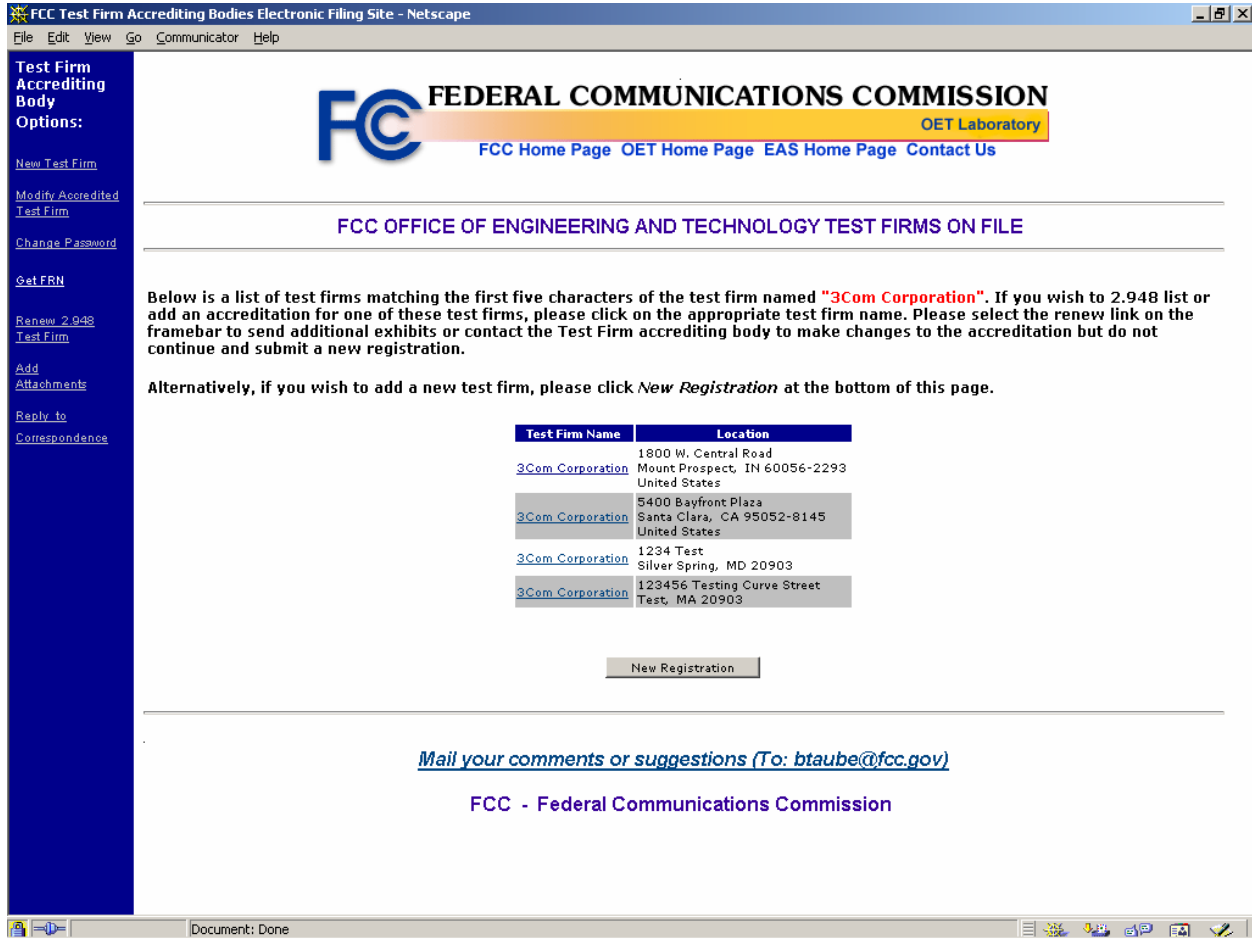 FCC Test Firm Accrediting Bodies Electronic Filing Site - Netscape
File Edit View Go Communicator Help
Test Firm
Accrediting
Body
Options:
New Test Firm
Modify Accredited
Test Firm
Change Password
Get FRN
Renew 2.948
Test Firm
Add
Attachments
Reply to
Correspondence
FC
FEDERAL COMMUNICATIONS COMMISSION
OET Laboratory
FCC Home Page OET Home Page EAS Home Page Contact Us
FCC OFFICE OF ENGINEERING AND TECHNOLOGY TEST FIRMS ON FILE
Below is a list of test firms matching the first five characters of the test firm named "3Com Corporation". If you wish to 2.948 list or
add an accreditation for one of these test firms, please click on the appropriate test firm name. Please select the renew link on the
framebar to send additional exhibits or contact the Test Firm accrediting body to make changes to the accreditation but do not
continue and submit a new registration.
Alternatively, if you wish to add a new test firm, please click New Registration at the bottom of this page.
Test Firm Name Location
1800 W. Central Road
3Com Corporation Mount Prospect, IN 60056-2293
United States
5400 Bayfront Plaza
3Com Corporation Santa Clara, CA 95052-8145
United States
1234 Test
3Com Corporation Silver Spring, MD 20903
123456 Testing Curve Street
3Com Corporation Test, MA 20903
New Registration
Mail your comments or suggestions (To: btaube@fcc.gov)
FCC - Federal Communications Commission
Document: Done